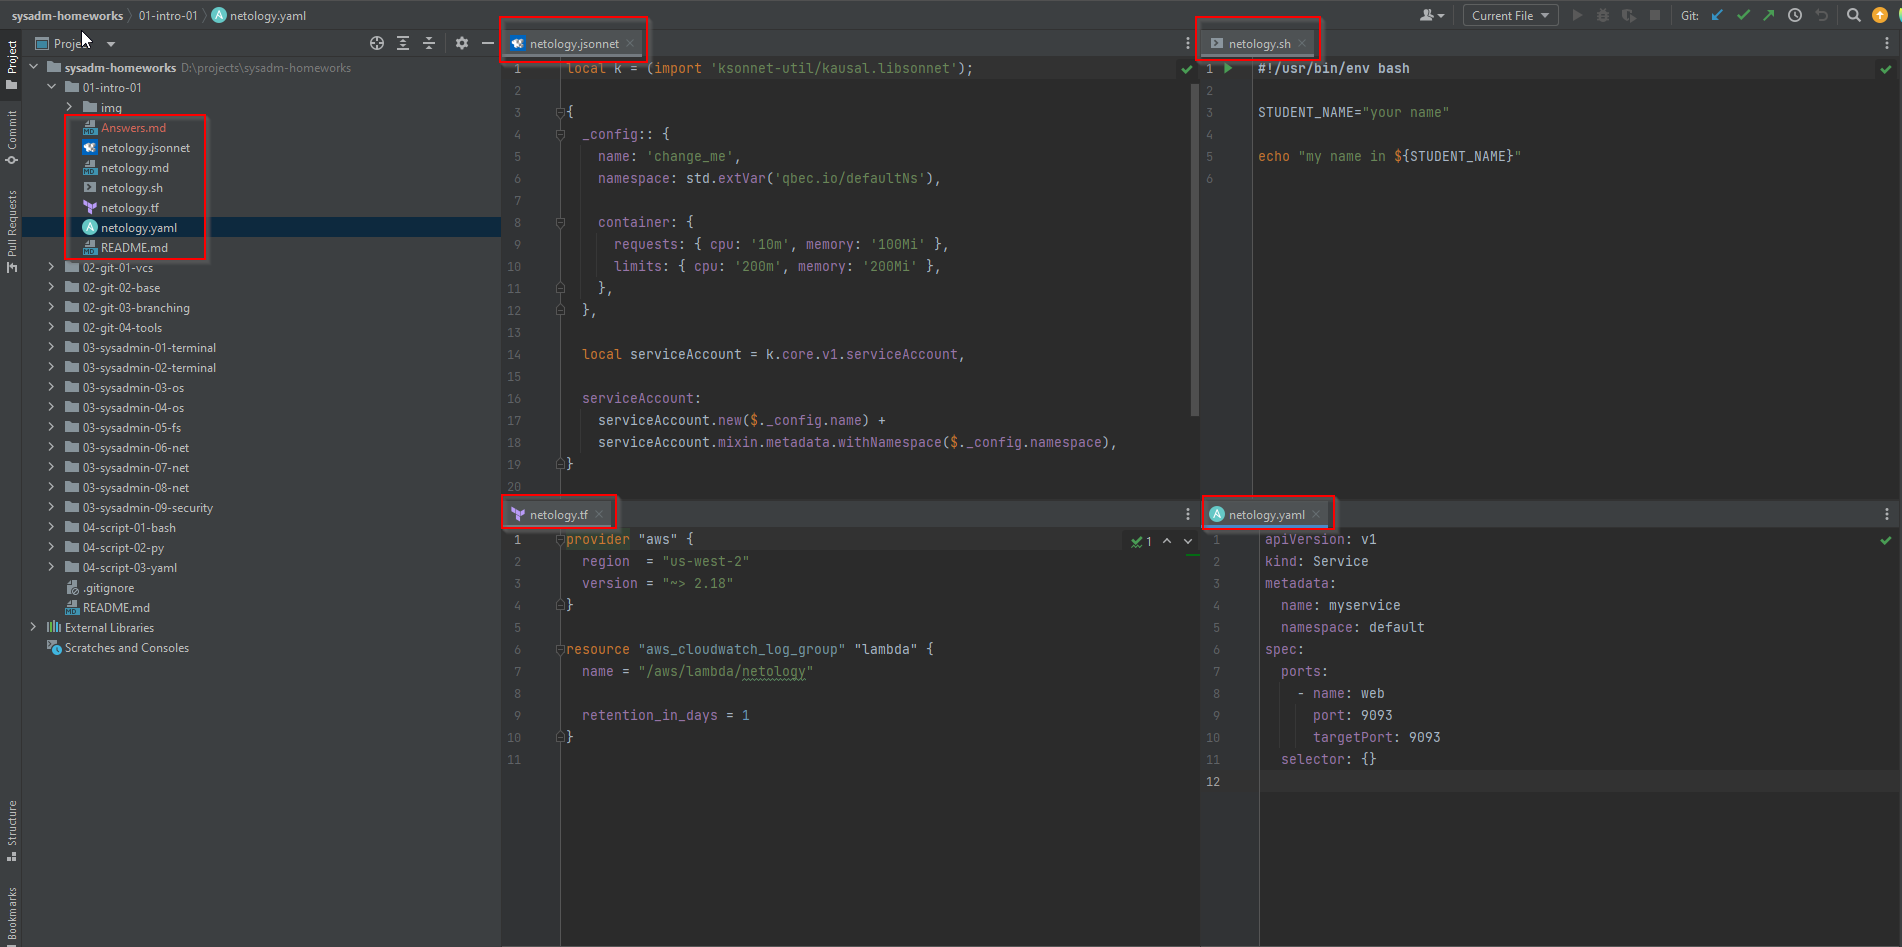 sysadm-homeworks 01-intro-01 netology.yaml
Current File
Git:
Project
Commit
Pull Requests
Structure
Bookmarks
sysadm-homeworks D:\projects\sysadm-homeworks
01-intro-01
img
Answers.md
netology.jsonnet
netology.md
netology.sh
netology.tf
netology.yaml
README.md
02-git-01-vcs
02-git-02-base
02-git-03-branching
02-git-04-tools
03-sysadmin-01-terminal
03-sysadmin-02-terminal
03-sysadmin-03-os
03-sysadmin-04-os
03-sysadmin-05-fs
03-sysadmin-06-net
03-sysadmin-07-net
03-sysadmin-08-net
03-sysadmin-09-security
04-script-01-bash
04-script-02-py
04-script-03-yaml
.gitignore
README.md
External Libraries
Scratches and Consoles
netology.jsonnet
1 local k = (import 'ksonnet-util/kausal.libsonnet');
2
3 {
4 _config:: {
5 name: 'change_me',
6 namespace: std.extVar('qbec.io/defaultNs'),
7
8 container: {
9 requests: { cpu: '10m', memory: '100Mi' },
10 limits: { cpu: '200m', memory: '200Mi' },
11 },
12 },
13
14 local serviceAccount = k.core.v1.serviceAccount,
15
16 serviceAccount:
17 serviceAccount.new($._config.name) +
18 serviceAccount.mixin.metadata.withNamespace($._config.namespace),
19 }
20
netology.sh
1 #!/usr/bin/env bash
2
3 STUDENT_NAME="your name"
4
5 echo "my name in ${STUDENT_NAME}"
6
netology.tf
1 provider "aws" {
1
2 region = "us-west-2"
3 version = "~> 2.18"
4 }
5
6 resource "aws_cloudwatch_log_group" "lambda" {
7 name = "/aws/lambda/netology"
8
9 retention_in_days = 1
10 }
11
netology.yaml
1 apiVersion: v1
2 kind: Service
3 metadata:
4 name: myservice
5 namespace: default
6 spec:
7 ports:
8 - name: web
9 port: 9093
10 targetPort: 9093
11 selector: {}
12